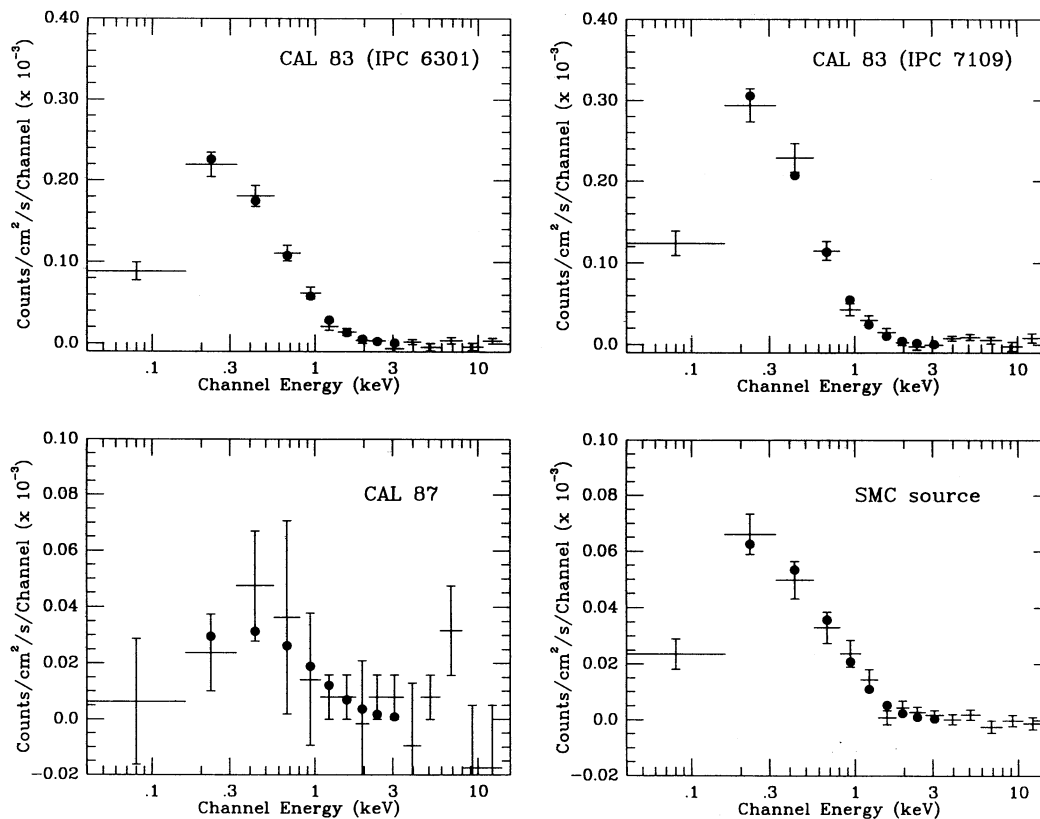 CAL 83 (IPC 6301)
Counts/cm²/s/Channel (x 10⁻³)
0.40
0.30
0.20
0.10
0.0
.1 .3 1 3 10
Channel Energy (keV)
CAL 83 (IPC 7109)
Counts/cm²/s/Channel (x 10⁻³)
0.40
0.30
0.20
0.10
0.0
.1 .3 1 3 10
Channel Energy (keV)
CAL 87
Counts/cm²/s/Channel (x 10⁻³)
0.10
0.08
0.06
0.04
0.02
0.0
−0.02
.1 .3 1 3 10
Channel Energy (keV)
SMC source
Counts/cm²/s/Channel (x 10⁻³)
0.10
0.08
0.06
0.04
0.02
0.0
−0.02
.1 .3 1 3 10
Channel Energy (keV)